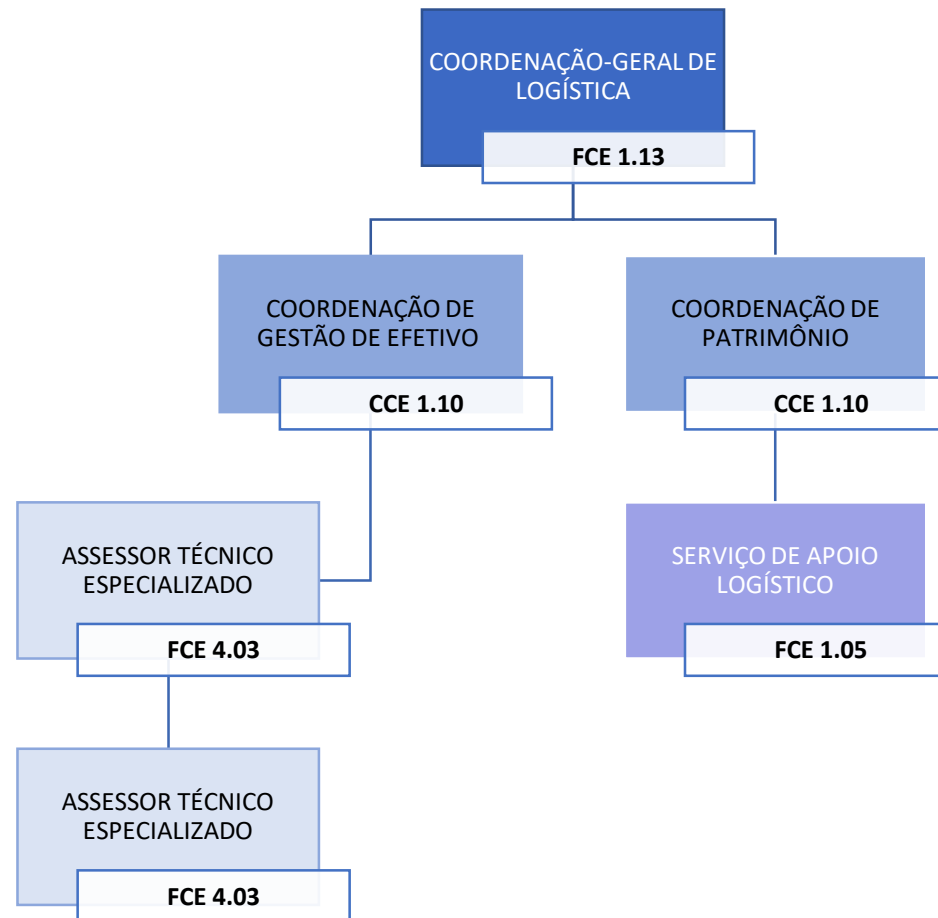 COORDENAÇÃO-GERAL DE
LOGÍSTICA
FCE 1.13
COORDENAÇÃO DE
GESTÃO DE EFETIVO
CCE 1.10
COORDENAÇÃO DE
PATRIMÔNIO
CCE 1.10
ASSESSOR TÉCNICO
ESPECIALIZADO
FCE 4.03
SERVIÇO DE APOIO
LOGÍSTICO
FCE 1.05
ASSESSOR TÉCNICO
ESPECIALIZADO
FCE 4.03